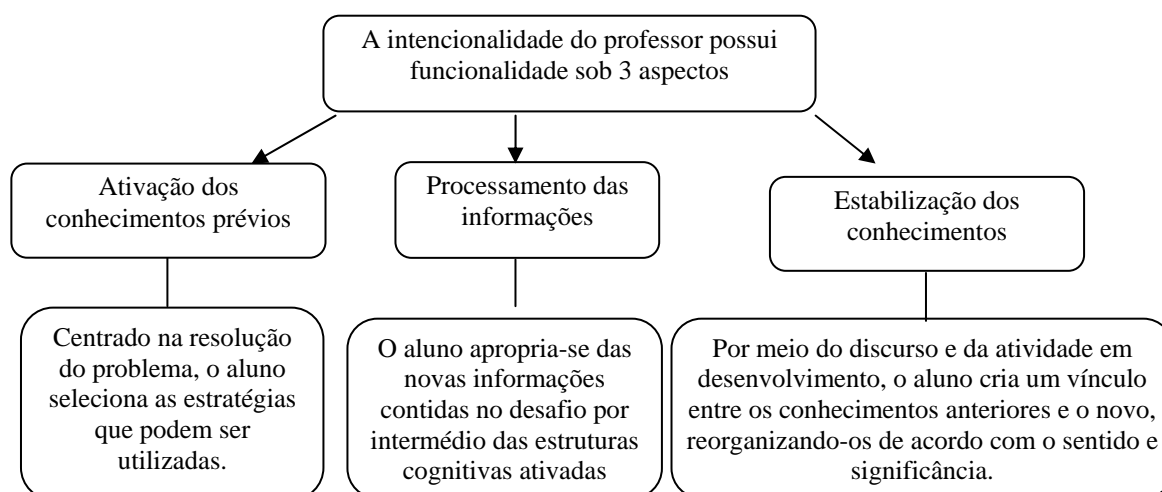 A intencionalidade do professor possui
funcionalidade sob 3 aspectos
Ativação dos
conhecimentos prévios
Processamento das
informações
Estabilização dos
conhecimentos
Centrado na resolução
do problema, o aluno
seleciona as estratégias
que podem ser
utilizadas.
O aluno apropria-se das
novas informações
contidas no desafio por
intermédio das estruturas
cognitivas ativadas
Por meio do discurso e da atividade em
desenvolvimento, o aluno cria um vínculo
entre os conhecimentos anteriores e o novo,
reorganizando-os de acordo com o sentido e
significância.